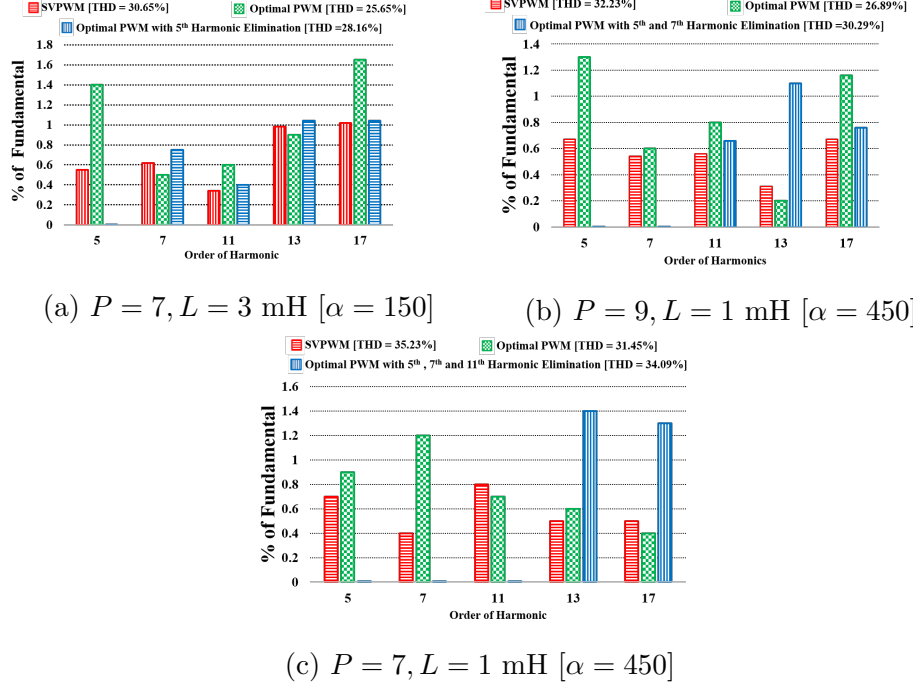 SVPWM [THD = 30.65%] Optimal PWM [THD = 25.65%]
Optimal PWM with 5th Harmonic Elimination [THD =28.16%]
% of Fundamental
1.8
1.6
1.4
1.2
1
0.8
0.6
0.4
0.2
0
5 7 11 13 17
Order of Harmonic
(a) P = 7, L = 3 mH [α = 150]
SVPWM [THD = 32.23%] Optimal PWM [THD = 26.89%]
Optimal PWM with 5th and 7th Harmonic Elimination [THD =30.29%]
% of Fundamental
1.4
1.2
1
0.8
0.6
0.4
0.2
0
5 7 11 13 17
Order of Harmonics
(b) P = 9, L = 1 mH [α = 450]
SVPWM [THD = 35.23%] Optimal PWM [THD = 31.45%]
Optimal PWM with 5th , 7th and 11th Harmonic Elimination [THD = 34.09%]
% of Fundamental
1.6
1.4
1.2
1
0.8
0.6
0.4
0.2
0
5 7 11 13 17
Order of Harmonic
(c) P = 7, L = 1 mH [α = 450]